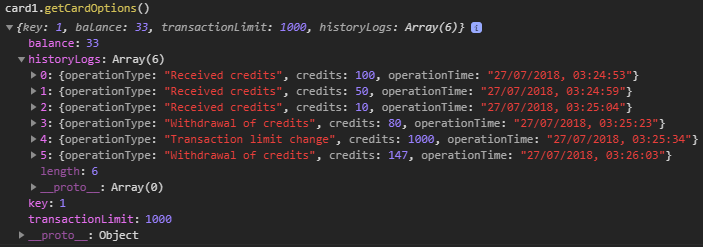 card1.getCardOptions()
▼{key: 1, balance: 33, transactionLimit: 1000, historyLogs: Array(6)} i
balance: 33
▼historyLogs: Array(6)
▶0: {operationType: "Received credits", credits: 100, operationTime: "27/07/2018, 03:24:53"}
▶1: {operationType: "Received credits", credits: 50, operationTime: "27/07/2018, 03:24:59"}
▶2: {operationType: "Received credits", credits: 10, operationTime: "27/07/2018, 03:25:04"}
▶3: {operationType: "Withdrawal of credits", credits: 80, operationTime: "27/07/2018, 03:25:23"}
▶4: {operationType: "Transaction limit change", credits: 1000, operationTime: "27/07/2018, 03:25:34"}
▶5: {operationType: "Withdrawal of credits", credits: 147, operationTime: "27/07/2018, 03:26:03"}
length: 6
▶__proto__: Array(0)
key: 1
transactionLimit: 1000
▶__proto__: Object